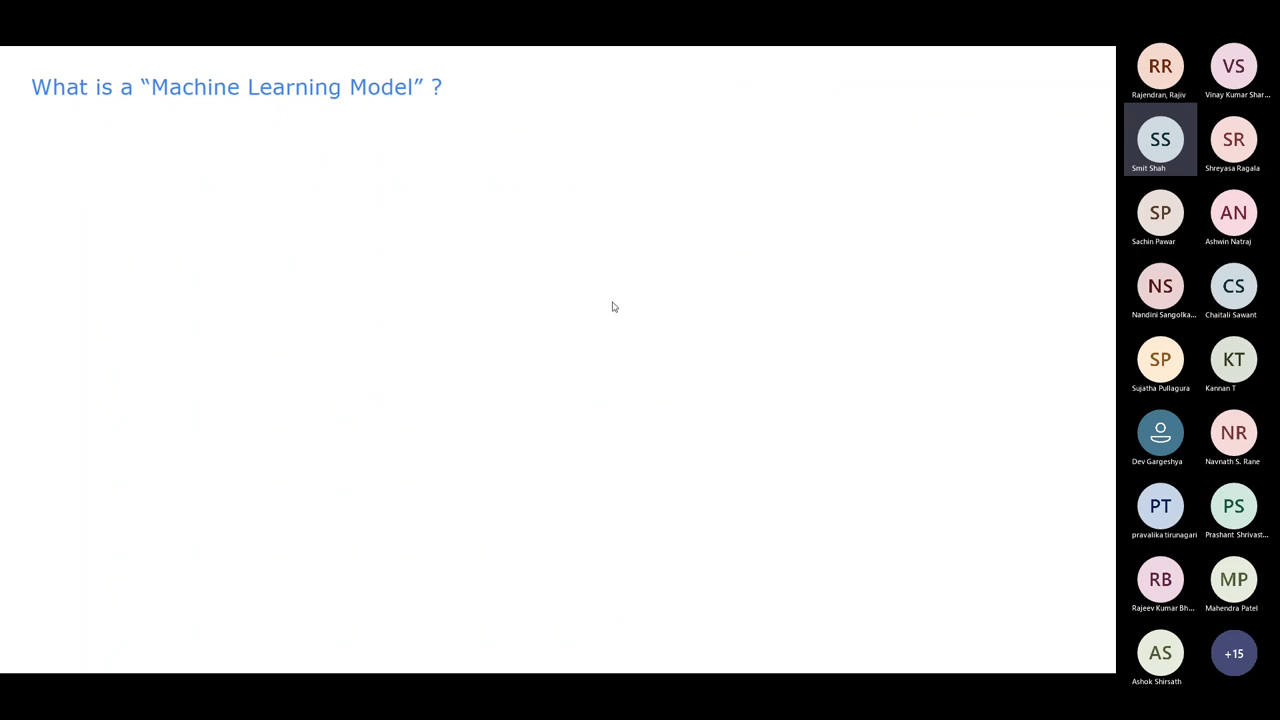 What is a “Machine Learning Model” ?
RR
VS
Rajendran, Rajiv
Vinay Kumar Shar...
SS
SR
Smit Shah
Shreyasa Ragala
SP
AN
Sachin Pawar
Ashwin Natraj
NS
CS
Nandini Sangolka...
Chaitali Sawant
SP
KT
Sujatha Pullagura
Kannan T
Dev Gargeshya
NR
Navnath S. Rane
PT
PS
pravalika tirunagari
Prashant Shrivast...
RB
MP
Rajeev Kumar Bh...
Mahendra Patel
AS
+15
Ashok Shirsath